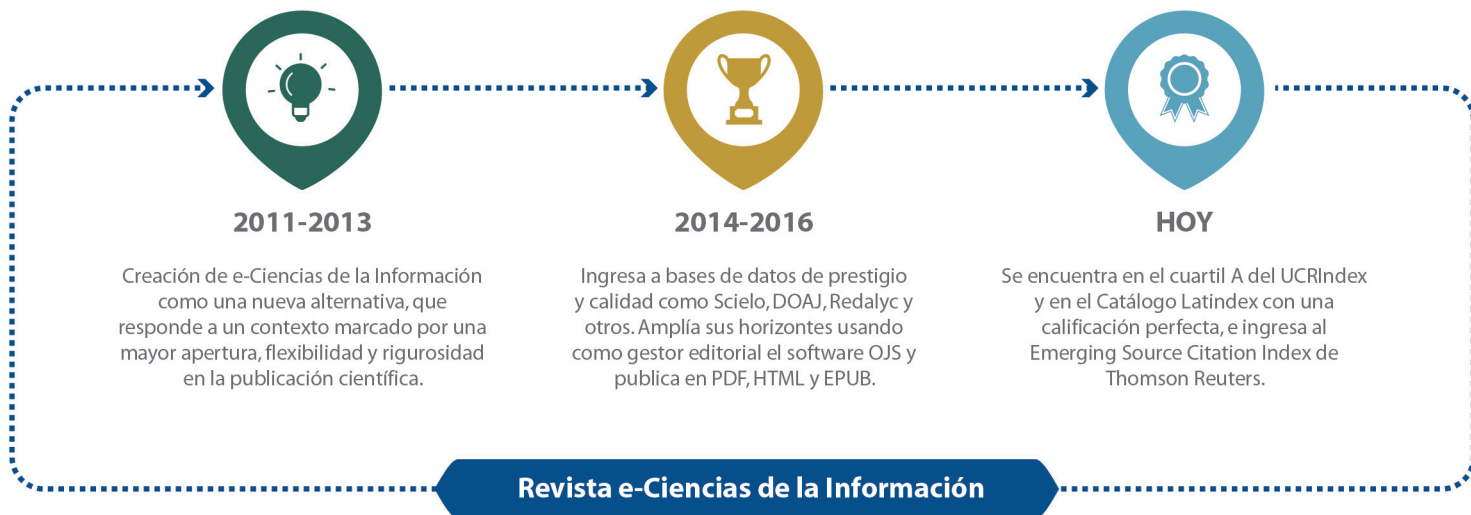 2011-2013
Creación de e-Ciencias de la Información
como una nueva alternativa, que
responde a un contexto marcado por una
mayor apertura, flexibilidad y rigurosidad
en la publicación científica.
2014-2016
Ingresa a bases de datos de prestigio
y calidad como Scielo, DOAJ, Redalyc y
otros. Amplía sus horizontes usando
como gestor editorial el software OJS y
publica en PDF, HTML y EPUB.
HOY
Se encuentra en el cuartil A del UCRIndex
y en el Catálogo Latindex con una
calificación perfecta, e ingresa al
Emerging Source Citation Index de
Thomson Reuters.
Revista e-Ciencias de la Información